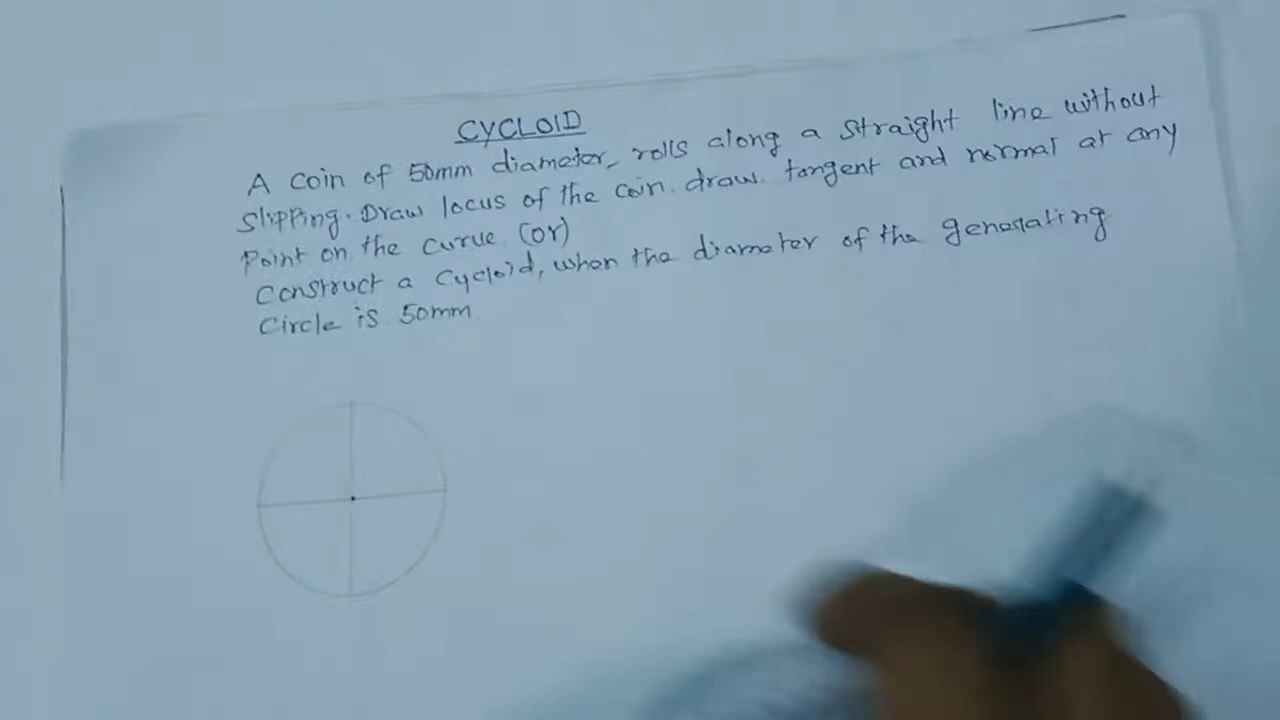 CYCLOID
A coin of 50mm diameter, rolls along a straight line without
slipping. Draw locus of the coin. draw. tangent and normal at any
Point on the curve (or)
Construct a Cycloid, when the diameter of the generating
Circle is 50mm.